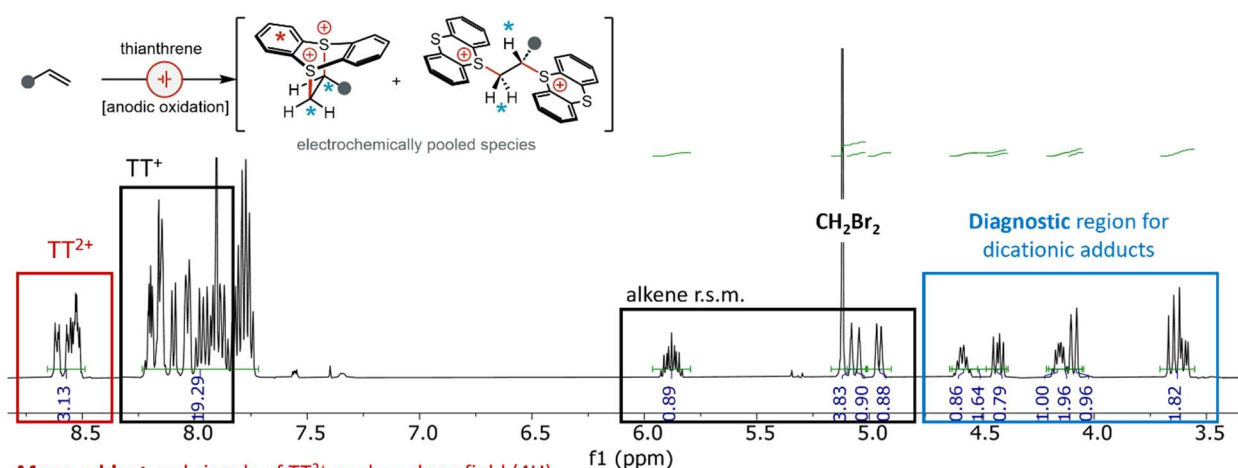 thianthrene
[anodic oxidation]
S
S
H
H
H
+
S
H
S
H
H
S
S
electrochemically pooled species
TT+
TT2+
CH2Br2
Diagnostic region for
dicationic adducts
alkene r.s.m.
3.13
19.29
0.89
3.83
0.90
0.88
0.86
1.64
0.79
1.00
1.96
0.96
1.82
8.5
8.0
7.5
7.0
6.5
6.0
5.5
5.0
4.5
4.0
3.5
f1 (ppm)